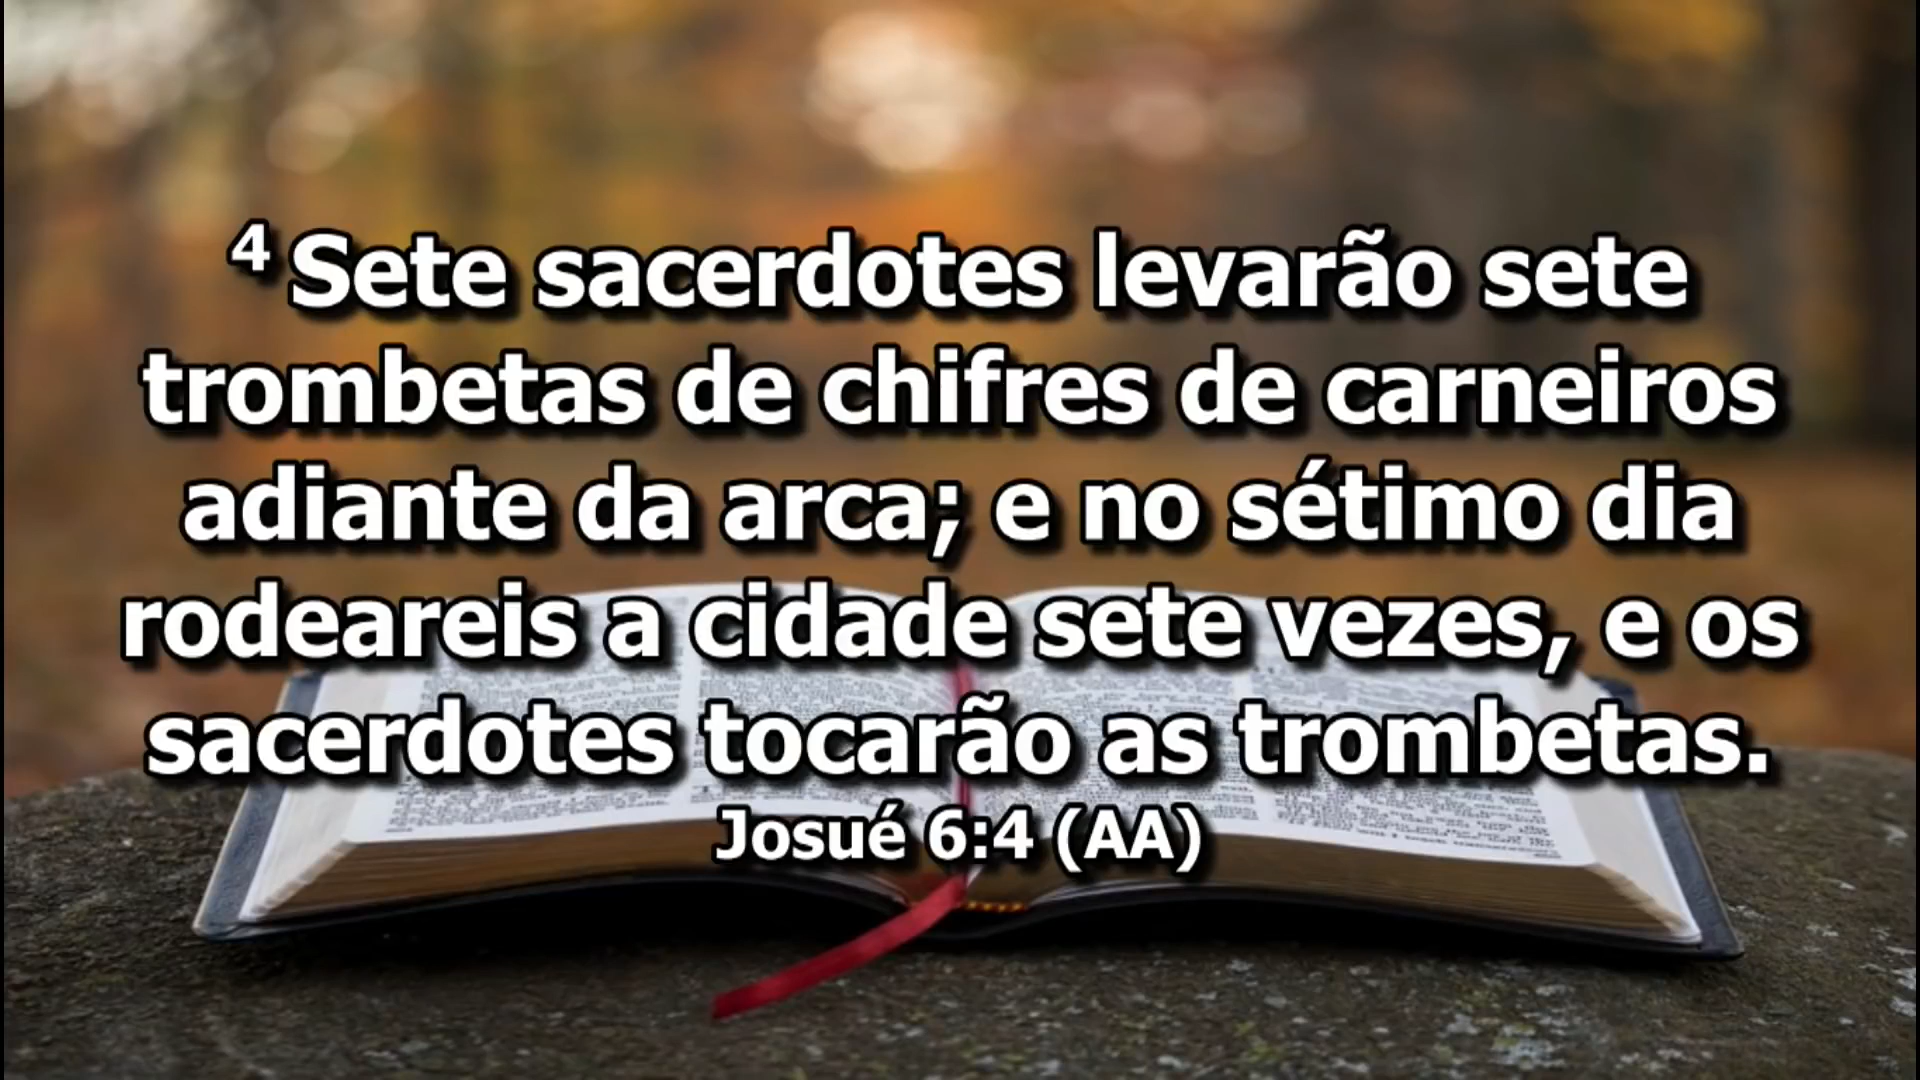 ⁴ Sete sacerdotes levarão sete
trombetas de chifres de carneiros
adiante da arca; e no sétimo dia
rodeareis a cidade sete vezes, e os
sacerdotes tocarão as trombetas.
Josué 6:4 (AA)